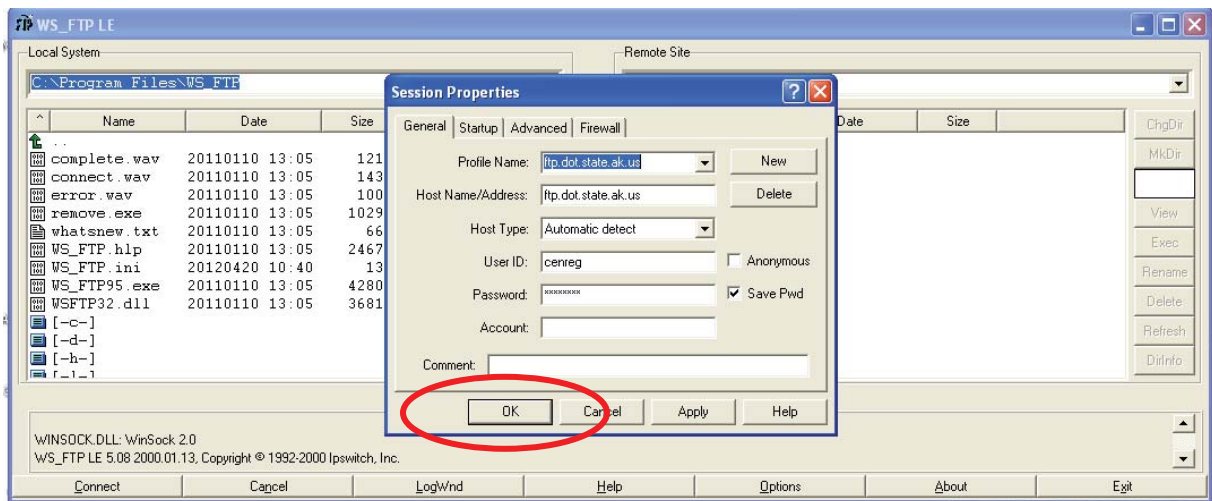 WS_FTP LE
Local System
Remote Site
C:\Program Files\WS_FTP
Name Date Size Date Size
ChgDir
..
complete.wav 20110110 13:05 121
MkDir
connect.wav 20110110 13:05 143
error.wav 20110110 13:05 100
remove.exe 20110110 13:05 1029
View
whatsnew.txt 20110110 13:05 66
Exec
WS_FTP.hlp 20110110 13:05 2467
WS_FTP.ini 20120420 10:40 13
Rename
WS_FTP95.exe 20110110 13:05 4280
Delete
WSFTP32.dll 20110110 13:05 3681
[-c-]
Refresh
[-d-]
[-h-]
DirInfo
[-l-]
Session Properties
General Startup Advanced Firewall
Profile Name: ftp.dot.state.ak.us New
Host Name/Address: ftp.dot.state.ak.us Delete
Host Type: Automatic detect
User ID: cenreg Anonymous
Password: ******** Save Pwd
Account:
Comment:
OK Cancel Apply Help
WINSOCK.DLL: WinSock 2.0
WS_FTP LE 5.08 2000.01.13, Copyright © 1992-2000 Ipswitch, Inc.
Connect Cancel LogWnd Help Options About Exit